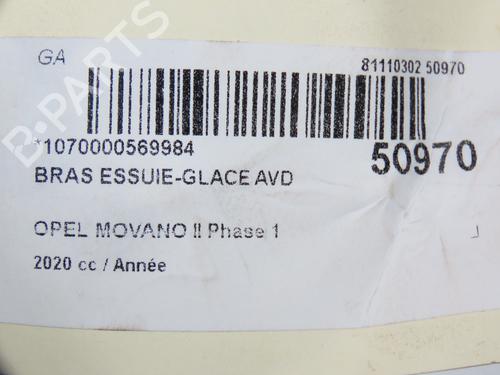 GA
81110302 50970
*1070000569984
50970
BRAS ESSUIE-GLACE AVD
OPEL MOVANO II Phase 1
2020 cc / Année
B-PARTS